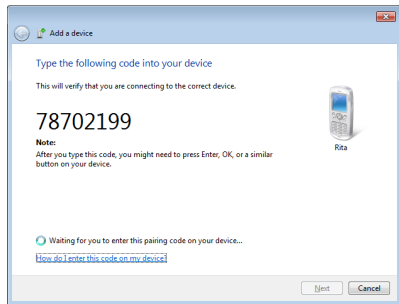 Add a device
Type the following code into your device
This will verify that you are connecting to the correct device.
78702199
Note:
After you type this code, you might need to press Enter, OK, or a similar
button on your device.
Rita
Waiting for you to enter this pairing code on your device...
How do I enter this code on my device?
Next Cancel